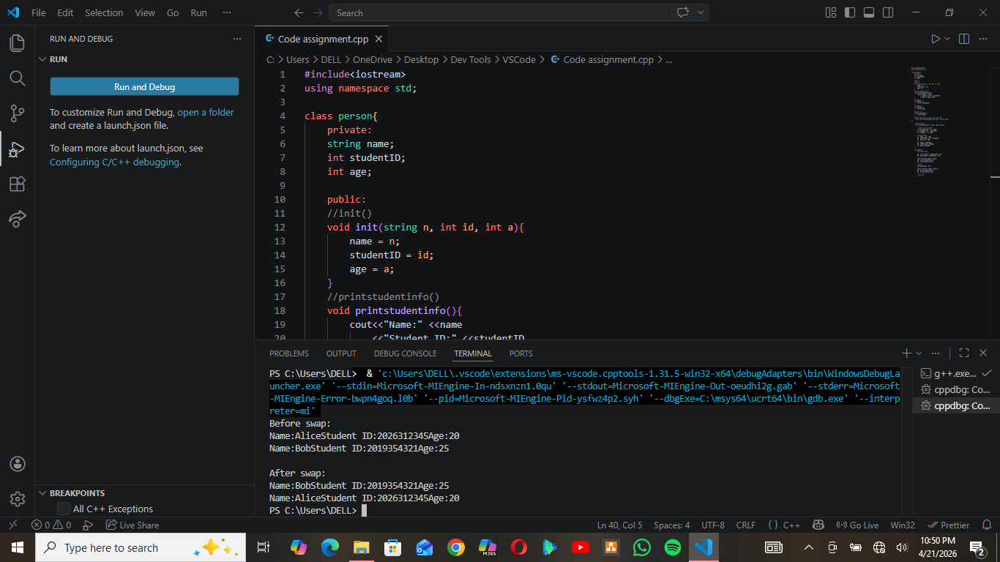 File Edit Selection View Go Run ···
Search
RUN AND DEBUG ···
RUN
Run and Debug
To customize Run and Debug, open a folder
and create a launch.json file.
To learn more about launch.json, see
Configuring C/C++ debugging.
BREAKPOINTS
All C++ Exceptions
Code assignment.cpp
C: > Users > DELL > OneDrive > Desktop > Dev Tools > VSCode > Code assignment.cpp > ...
1 #include<iostream>
2 using namespace std;
3
4 class person{
5 private:
6 string name;
7 int studentID;
8 int age;
9
10 public:
11 //init()
12 void init(string n, int id, int a){
13 name = n;
14 studentID = id;
15 age = a;
16 }
17 //printstudentinfo()
18 void printstudentinfo(){
19 cout<<"Name:" <<name
20 <<"Student ID:" <<studentID
PROBLEMS OUTPUT DEBUG CONSOLE TERMINAL PORTS
PS C:\Users\DELL> & 'c:\Users\DELL\.vscode\extensions\ms-vscode.cpptools-1.31.5-win32-x64\debugAdapters\bin\WindowsDebugLa
uncher.exe' '--stdin=Microsoft-MIEngine-In-ndsxnzn1.0qu' '--stdout=Microsoft-MIEngine-Out-oeudhi2g.gab' '--stderr=Microsoft
-MIEngine-Error-bwpn4goq.l0b' '--pid=Microsoft-MIEngine-Pid-ysfwz4p2.syh' '--dbgExe=C:\msys64\ucrt64\bin\gdb.exe' '--interp
reter=mi'
Before swap:
Name:AliceStudent ID:2026312345Age:20
Name:BobStudent ID:2019354321Age:25

After swap:
Name:BobStudent ID:2019354321Age:25
Name:AliceStudent ID:2026312345Age:20
PS C:\Users\DELL>
g++.exe...
cppdbg: Co...
cppdbg: Co...
0 0 Live Share Ln 40, Col 5 Spaces: 4 UTF-8 CRLF {} C++ Go Live Win32 Prettier
Type here to search
M365
10:50 PM
4/21/2026
2